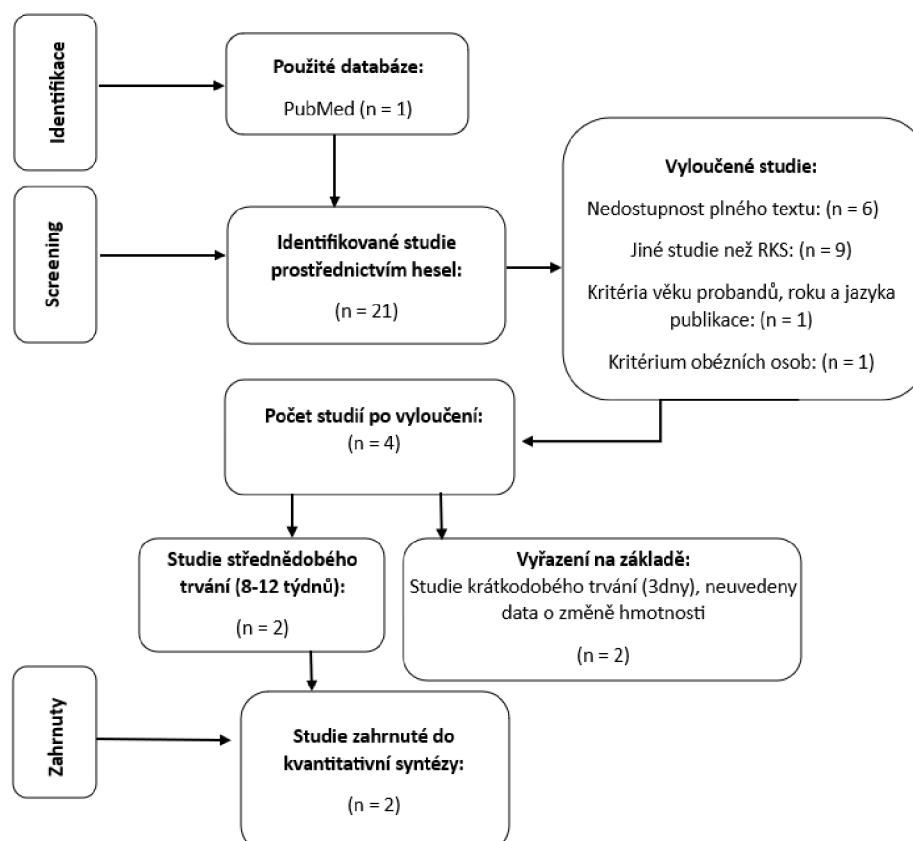 Identifikace
Použité databáze:
PubMed (n = 1)
Screening
Identifikované studie
prostřednictvím hesel:
(n = 21)
Vyloučené studie:
Nedostupnost plného textu: (n = 6)
Jiné studie než RKS: (n = 9)
Kritéria věku probandů, roku a jazyka
publikace: (n = 1)
Kritérium obézních osob: (n = 1)
Počet studií po vyloučení:
(n = 4)
Studie střednědobého
trvání (8-12 týdnů):
(n = 2)
Vyřazení na základě:
Studie krátkodobého trvání (3dny), neuvedeny
data o změně hmotnosti
(n = 2)
Zahrnuty
Studie zahrnuté do
kvantitativní syntézy:
(n = 2)